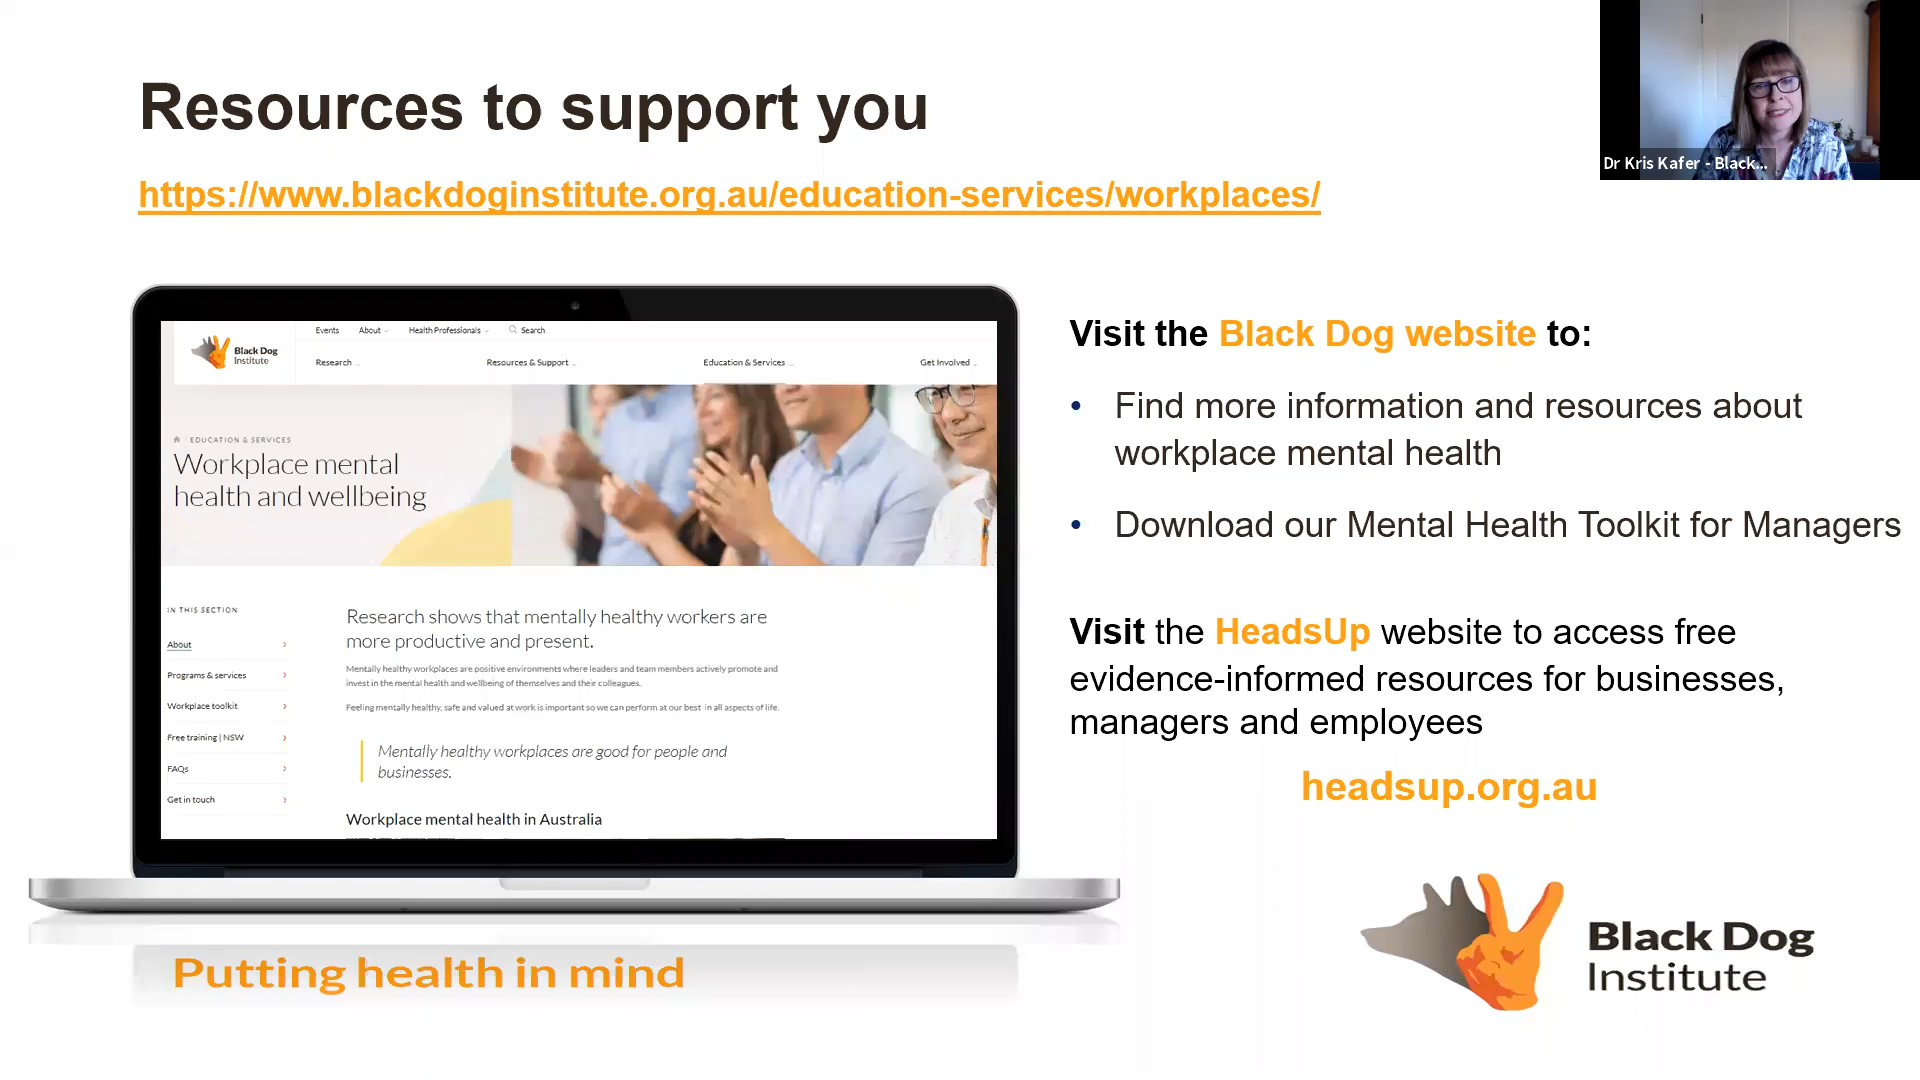 Resources to support you
https://www.blackdoginstitute.org.au/education-services/workplaces/
Dr Kris Kafer - Black...
Events About Health Professionals Search
Black Dog
Institute
Research Resources & Support Education & Services Get Involved
EDUCATION & SERVICES
Workplace mental
health and wellbeing
IN THIS SECTION
About
Programs & services
Workplace toolkit
Free training | NSW
FAQs
Get in touch
Research shows that mentally healthy workers are
more productive and present.
Mentally healthy workplaces are positive environments where leaders and team members actively promote and
invest in the mental health and wellbeing of themselves and their colleagues.
Feeling mentally healthy, safe and valued at work is important so we can perform at our best in all aspects of life.
Mentally healthy workplaces are good for people and
businesses.
Workplace mental health in Australia
Visit the Black Dog website to:
• Find more information and resources about
workplace mental health
• Download our Mental Health Toolkit for Managers
Visit the HeadsUp website to access free
evidence-informed resources for businesses,
managers and employees
headsup.org.au
Putting health in mind
Black Dog
Institute